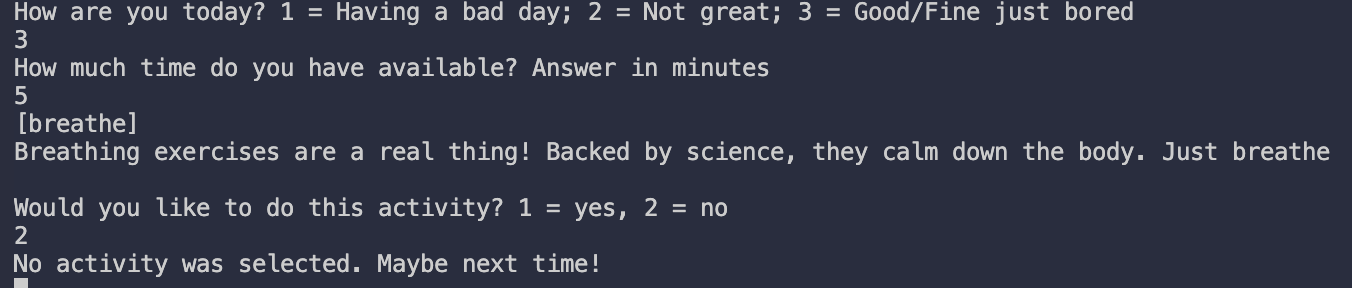 How are you today? 1 = Having a bad day; 2 = Not great; 3 = Good/Fine just bored
3
How much time do you have available? Answer in minutes
5
[breathe]
Breathing exercises are a real thing! Backed by science, they calm down the body. Just breathe
Would you like to do this activity? 1 = yes, 2 = no
2
No activity was selected. Maybe next time!